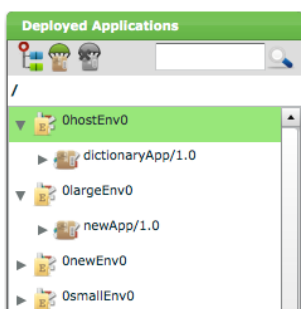 Deployed Applications
/
0hostEnv0
dictionaryApp/1.0
0largeEnv0
newApp/1.0
0newEnv0
0smallEnv0